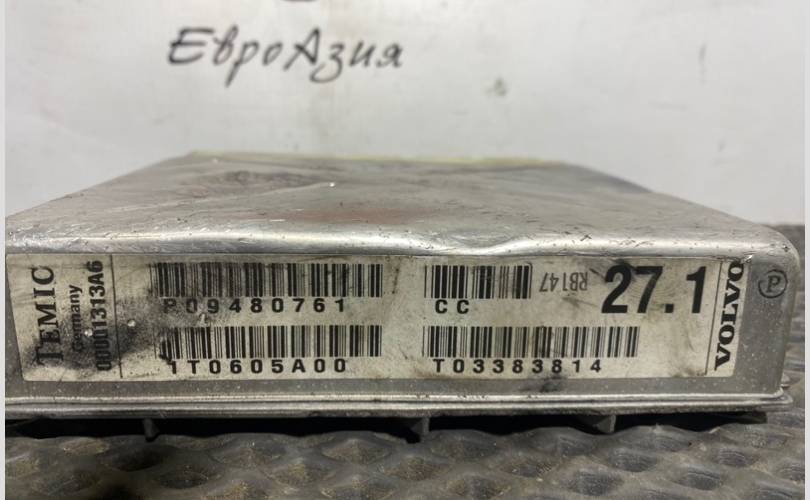 ЕвроАзия
TEMIC
Germany
00001313A6
P09480761
CC
RB147
27.1
VOLVO
P
1T0605A00
T03383814